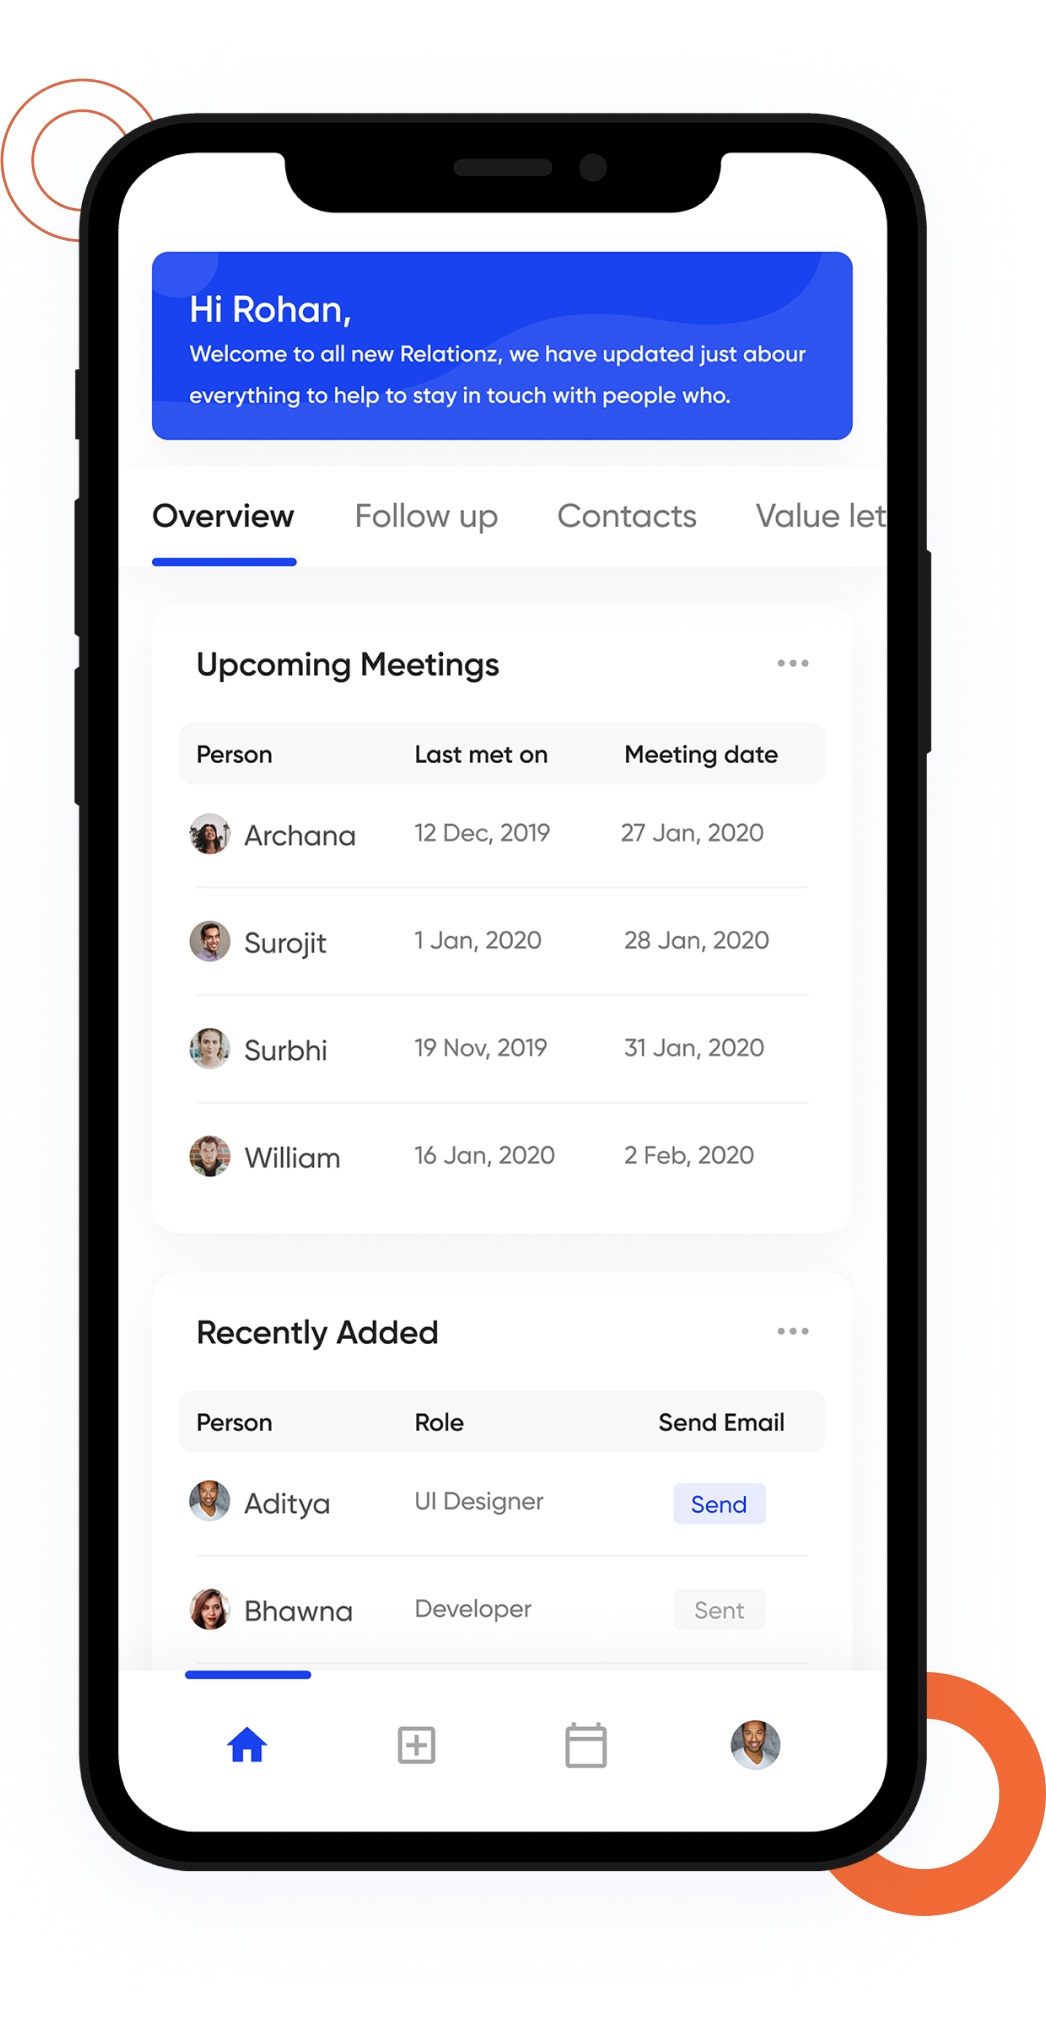 Hi Rohan,
Welcome to all new Relationz, we have updated just abour
everything to help to stay in touch with people who.
Overview Follow up Contacts Value let
Upcoming Meetings
Person Last met on Meeting date
Archana 12 Dec, 2019 27 Jan, 2020
Surojit 1 Jan, 2020 28 Jan, 2020
Surbhi 19 Nov, 2019 31 Jan, 2020
William 16 Jan, 2020 2 Feb, 2020
Recently Added
Person Role Send Email
Aditya UI Designer Send
Bhawna Developer Sent